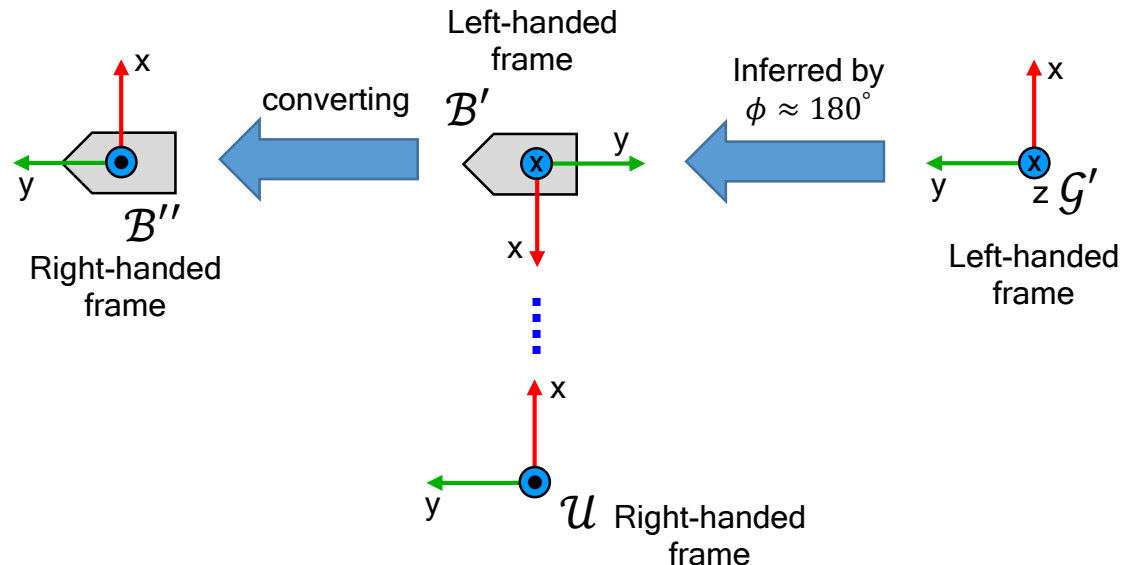 Left-handed
frame
x
converting
ℬ′
Inferred by
ϕ ≈ 180°
x
y
ℬ′′
Right-handed
frame
x
y
x
y
x
z
𝒢′
Left-handed
frame
x
y
𝒰
Right-handed
frame